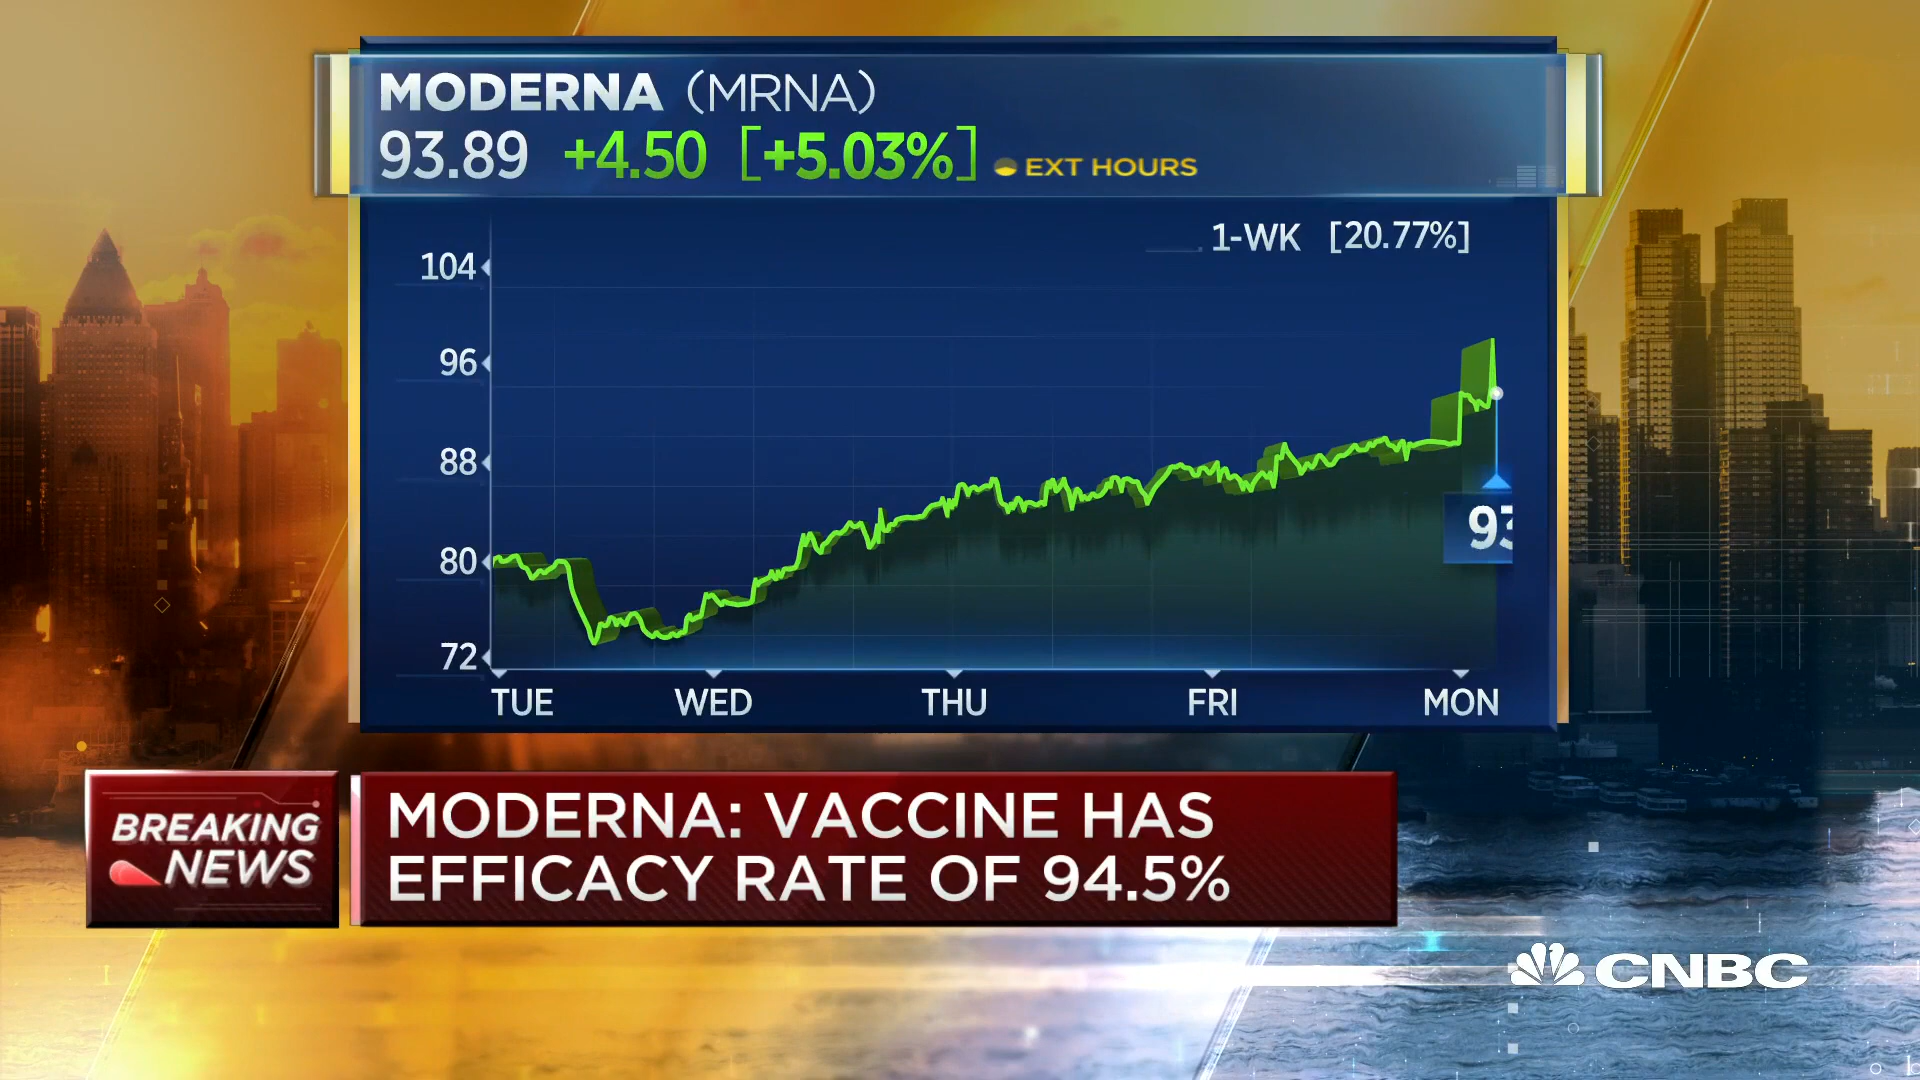 MODERNA (MRNA)
93.89 +4.50 [+5.03%] EXT HOURS
1-WK [20.77%]
104
96
88
80
72
93
TUE WED THU FRI MON
BREAKING
NEWS
MODERNA: VACCINE HAS
EFFICACY RATE OF 94.5%
CNBC